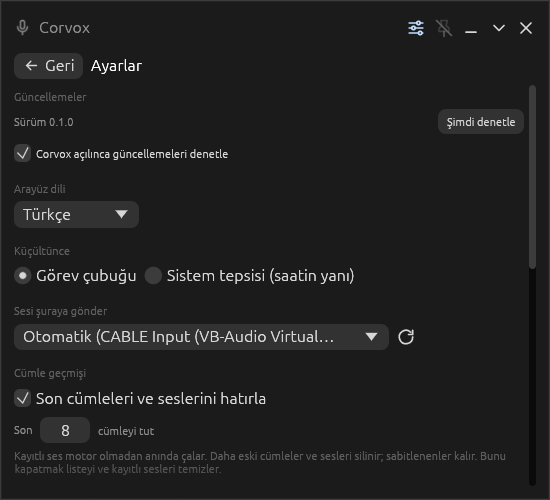 Corvox
Geri Ayarlar
Güncellemeler
Sürüm 0.1.0 Şimdi denetle
Corvox açılınca güncellemeleri denetle
Arayüz dili
Türkçe
Küçültünce
Görev çubuğu Sistem tepsisi (saatin yanı)
Sesi şuraya gönder
Otomatik (CABLE Input (VB-Audio Virtual…
Cümle geçmişi
Son cümleleri ve seslerini hatırla
Son 8 cümleyi tut
Kayıtlı ses motor olmadan anında çalar. Daha eski cümleler ve sesleri silinir; sabitlenenler kalır. Bunu
kapatmak listeyi ve kayıtlı sesleri temizler.